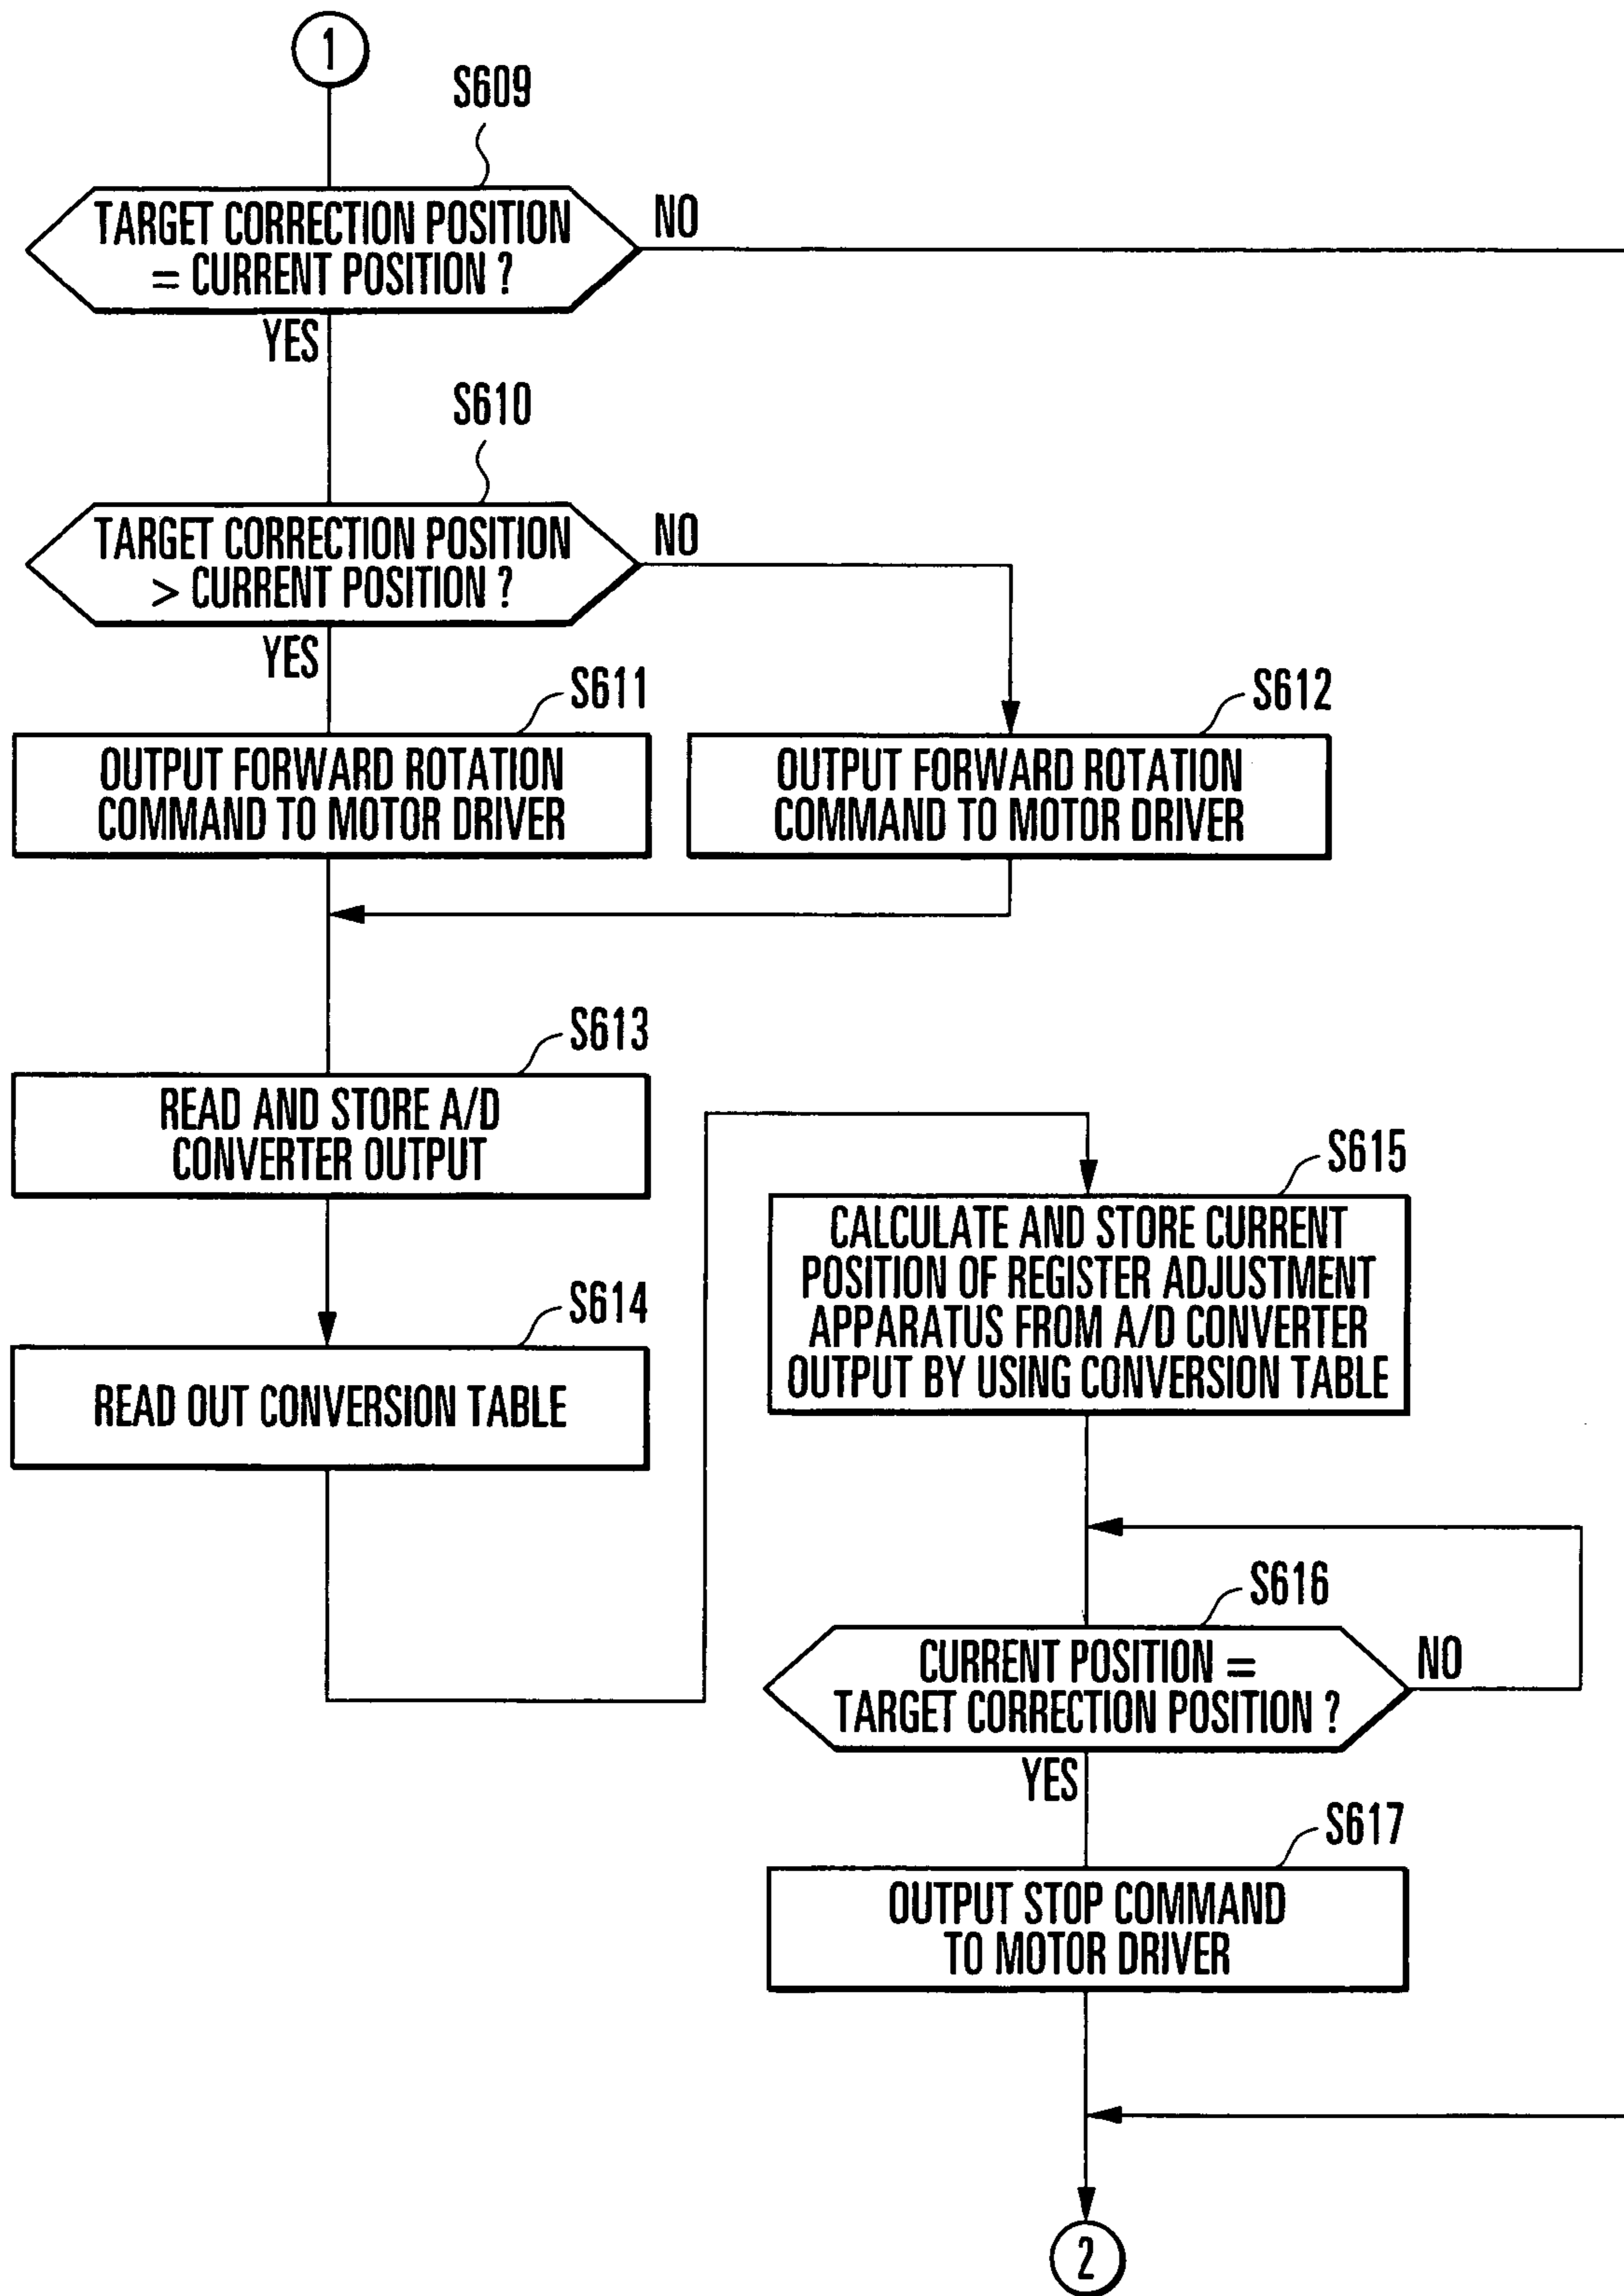 1
S609
TARGET CORRECTION POSITION
= CURRENT POSITION ?
NO
YES
S610
TARGET CORRECTION POSITION
> CURRENT POSITION ?
NO
YES
S611
OUTPUT FORWARD ROTATION
COMMAND TO MOTOR DRIVER
S612
OUTPUT FORWARD ROTATION
COMMAND TO MOTOR DRIVER
S613
READ AND STORE A/D
CONVERTER OUTPUT
S614
READ OUT CONVERSION TABLE
S615
CALCULATE AND STORE CURRENT
POSITION OF REGISTER ADJUSTMENT
APPARATUS FROM A/D CONVERTER
OUTPUT BY USING CONVERSION TABLE
S616
CURRENT POSITION =
TARGET CORRECTION POSITION ?
NO
YES
S617
OUTPUT STOP COMMAND
TO MOTOR DRIVER
2